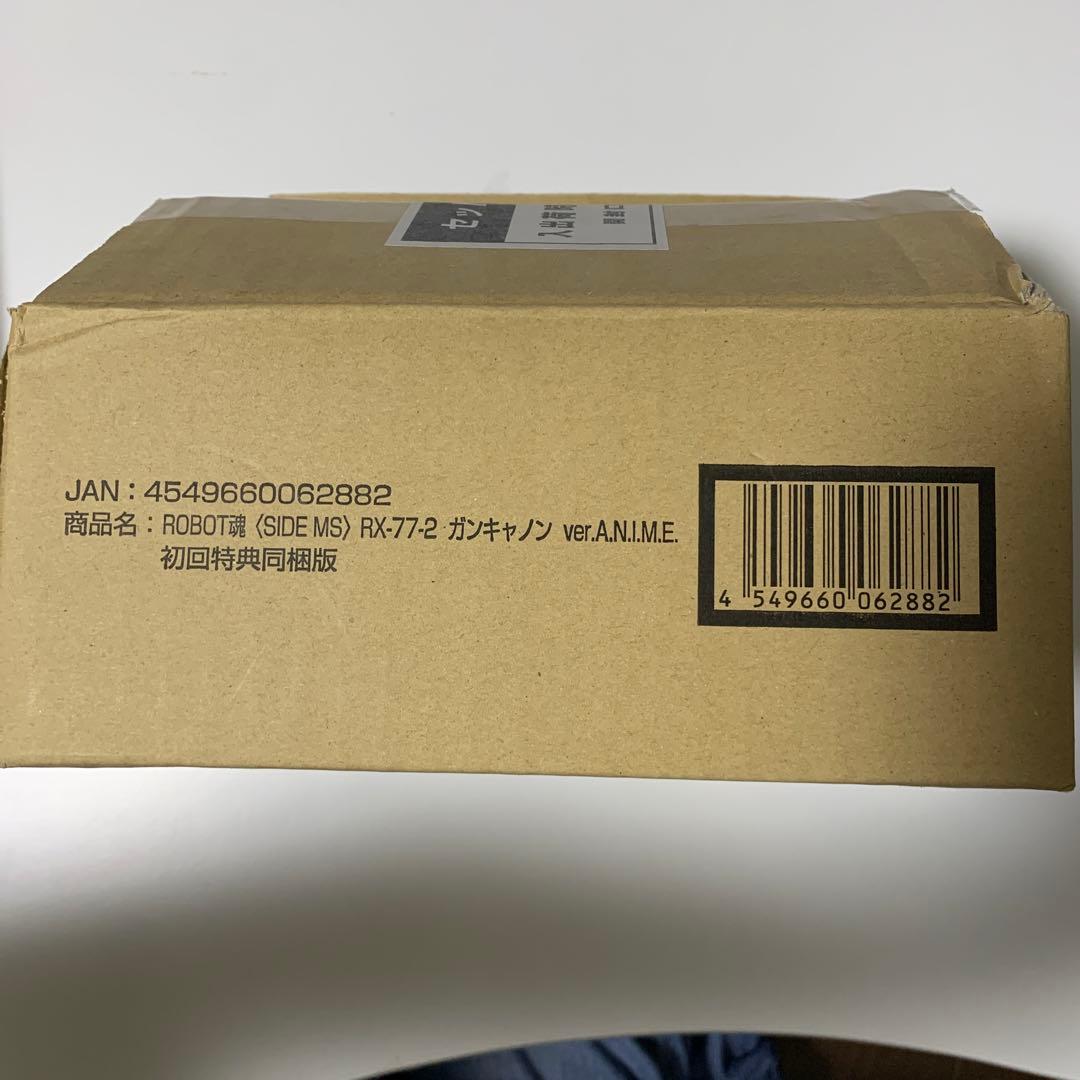 JAN：4549660062882
商品名：ROBOT魂〈SIDE MS〉RX-77-2 ガンキャノン ver.A.N.I.M.E.
初回特典同梱版
4 549660 062882